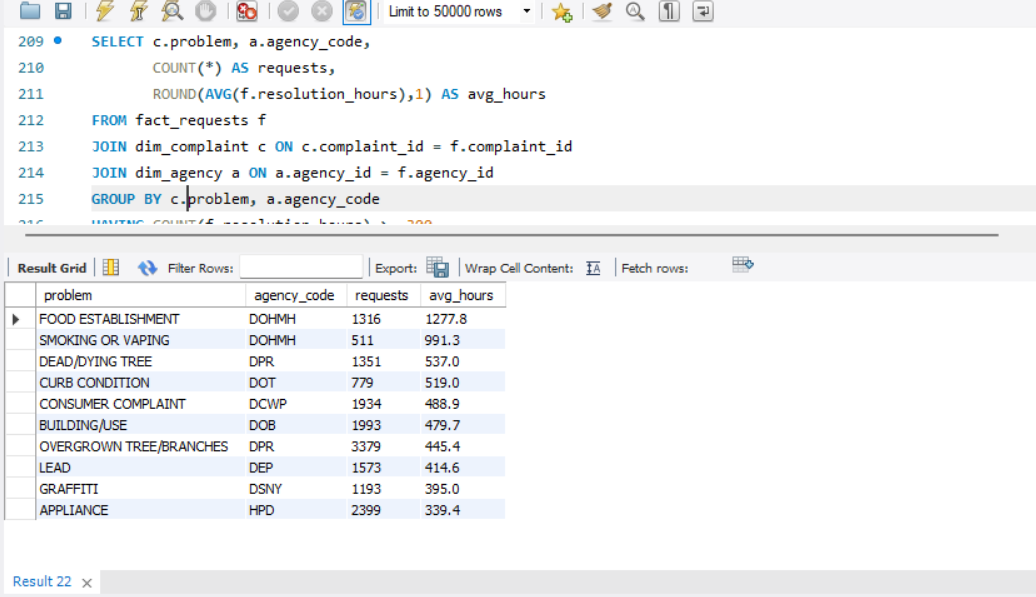 Limit to 50000 rows
209 SELECT c.problem, a.agency_code,
210 COUNT(*) AS requests,
211 ROUND(AVG(f.resolution_hours),1) AS avg_hours
212 FROM fact_requests f
213 JOIN dim_complaint c ON c.complaint_id = f.complaint_id
214 JOIN dim_agency a ON a.agency_id = f.agency_id
215 GROUP BY c.problem, a.agency_code
Result Grid Filter Rows: Export: Wrap Cell Content: Fetch rows:
problem agency_code requests avg_hours
FOOD ESTABLISHMENT DOHMH 1316 1277.8
SMOKING OR VAPING DOHMH 511 991.3
DEAD/DYING TREE DPR 1351 537.0
CURB CONDITION DOT 779 519.0
CONSUMER COMPLAINT DCWP 1934 488.9
BUILDING/USE DOB 1993 479.7
OVERGROWN TREE/BRANCHES DPR 3379 445.4
LEAD DEP 1573 414.6
GRAFFITI DSNY 1193 395.0
APPLIANCE HPD 2399 339.4
Result 22